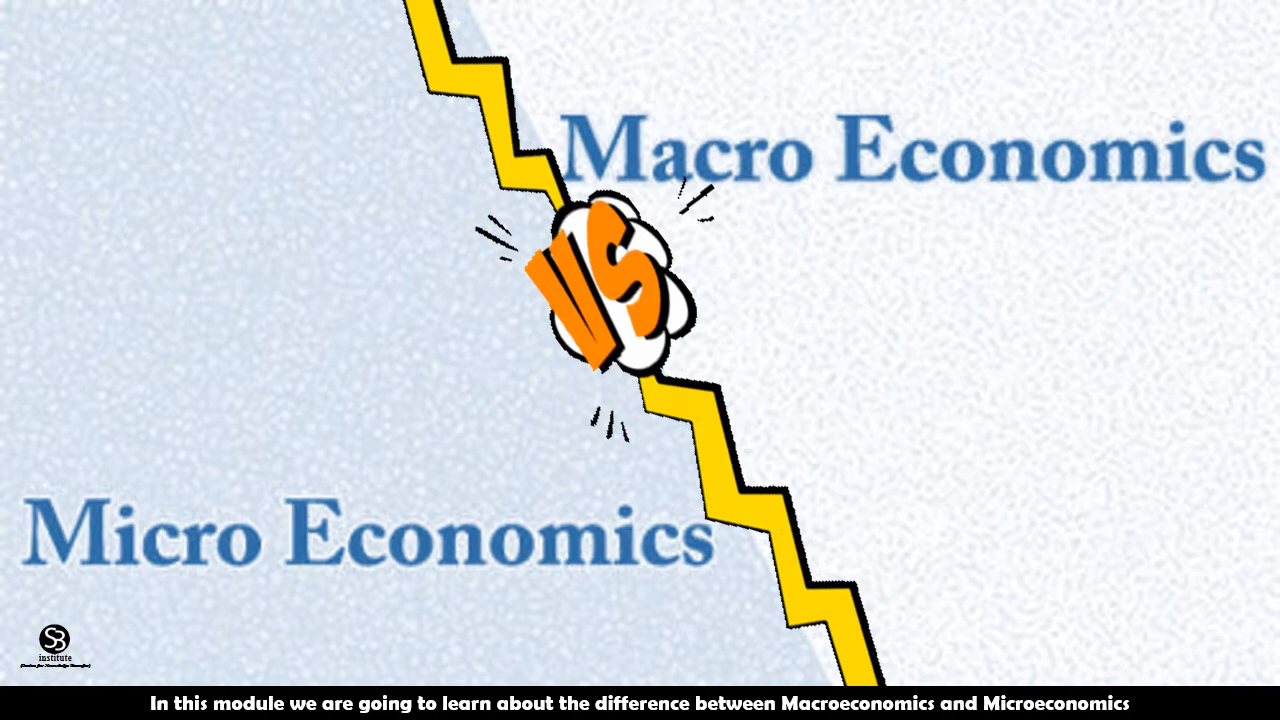 Macro Economics
VS
Micro Economics
SB
institute
In this module we are going to learn about the difference between Macroeconomics and Microeconomics